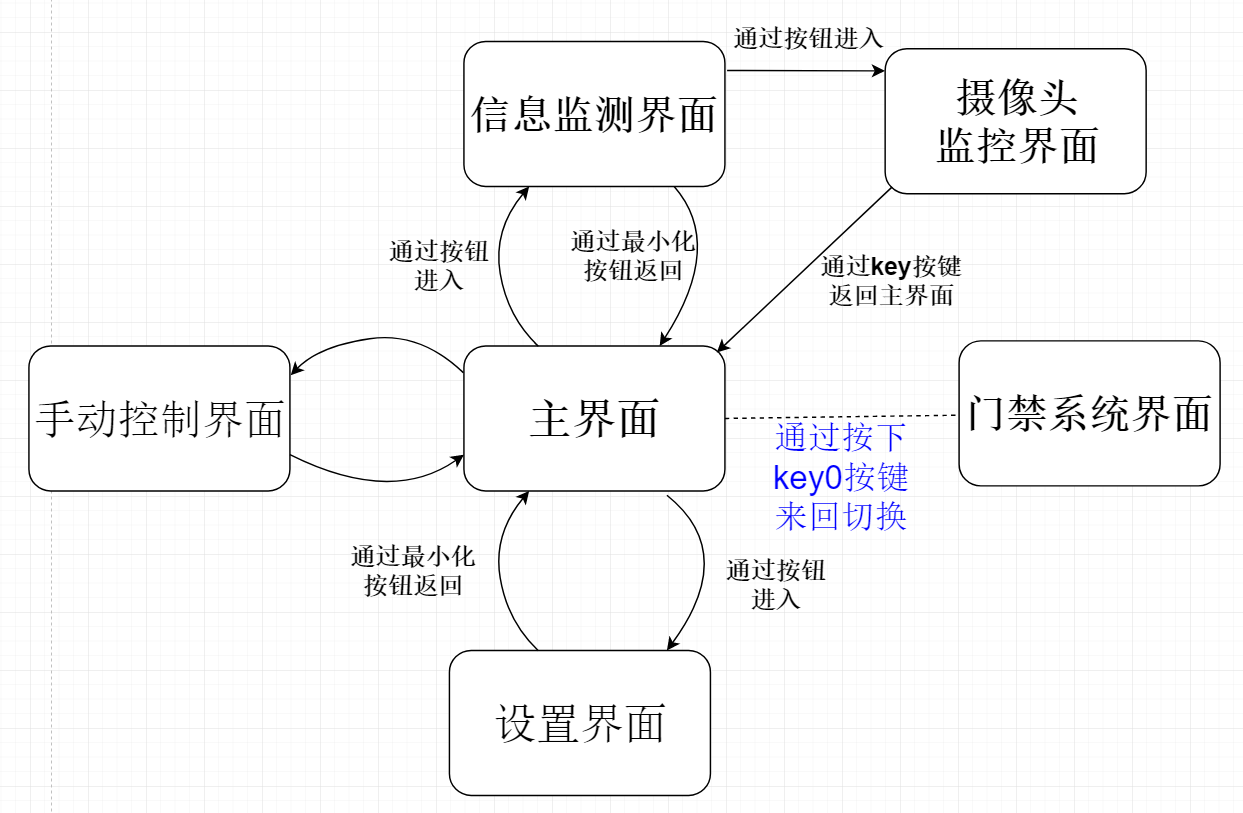 通过按钮进入
信息监测界面
摄像头
监控界面
通过按钮
进入
通过最小化
按钮返回
通过key按键
返回主界面
手动控制界面
主界面
门禁系统界面
通过按下
key0按键
来回切换
通过最小化
按钮返回
通过按钮
进入
设置界面